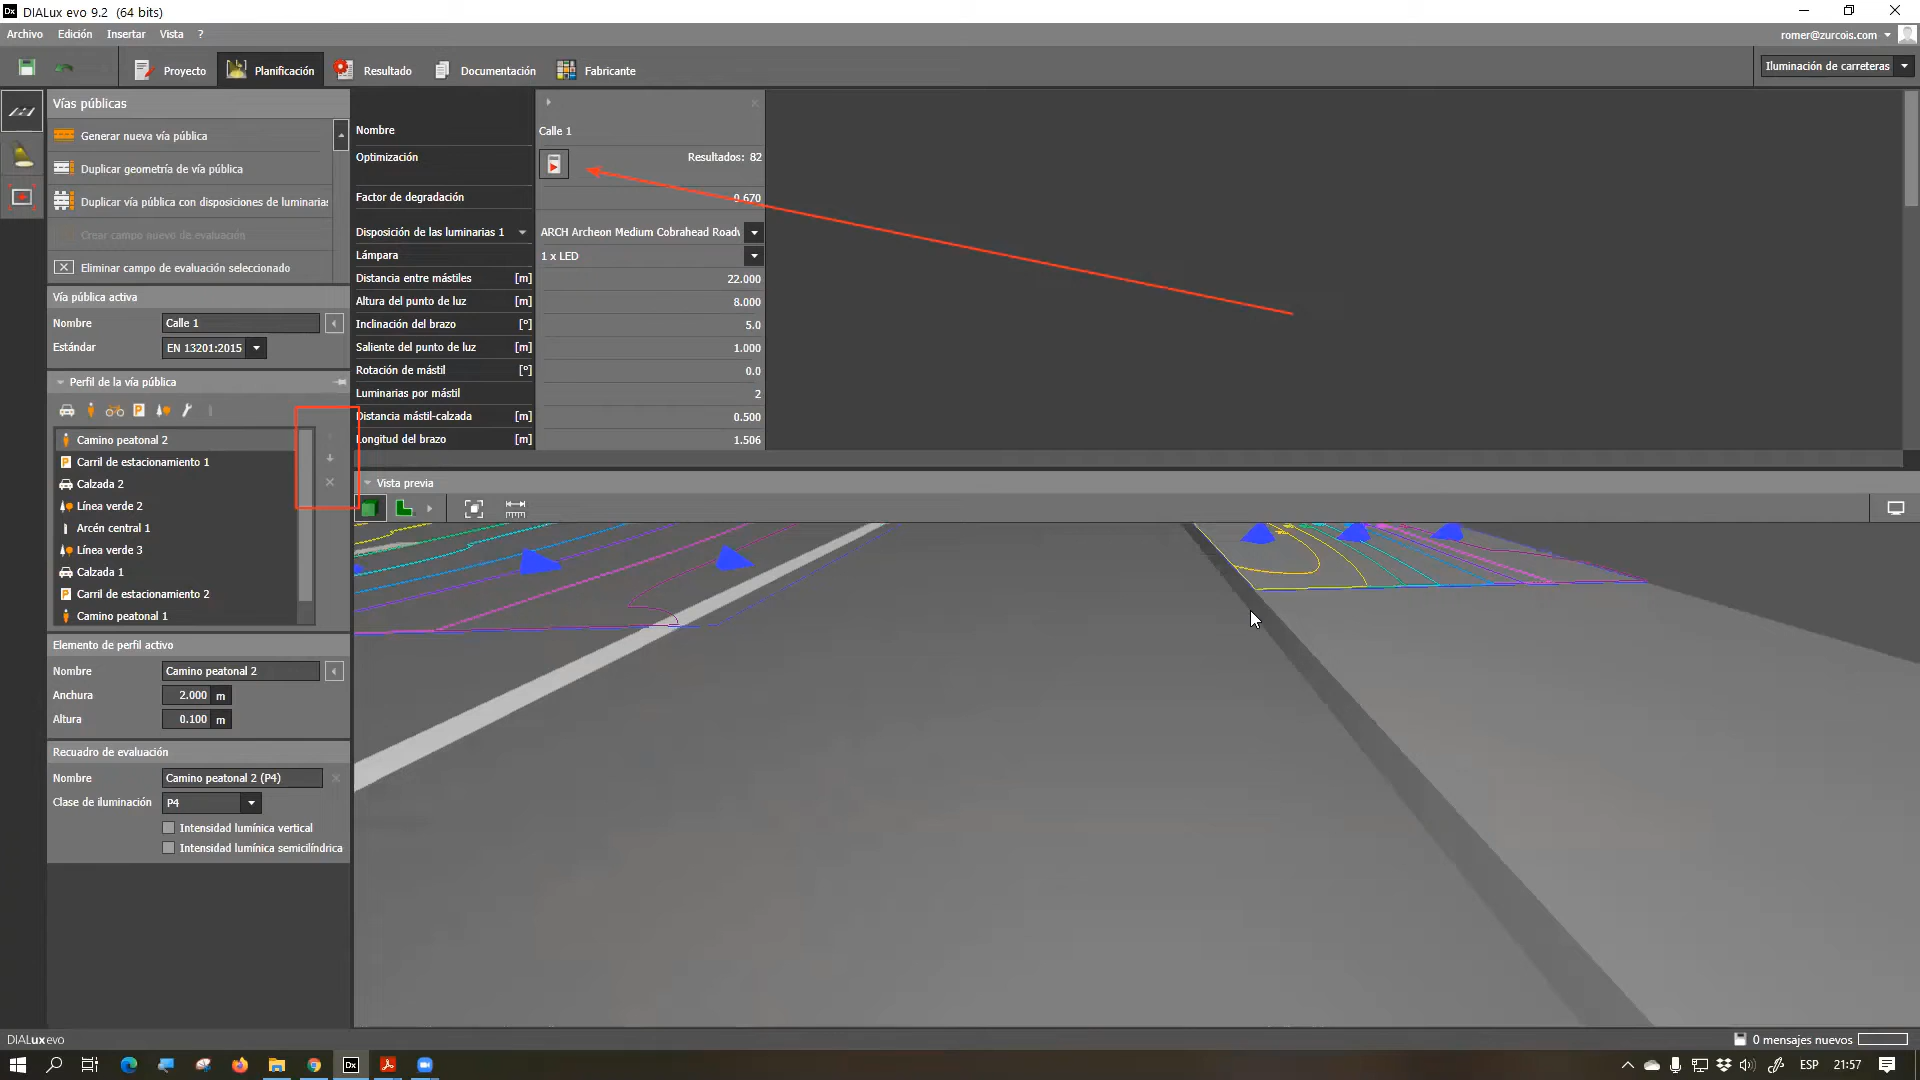 DIALux evo 9.2 (64 bits)
Archivo Edición Insertar Vista ?
romer@zurcois.com
Proyecto
Planificación
Resultado
Documentación
Fabricante
Iluminación de carreteras
Vías públicas
Generar nueva vía pública
Duplicar geometría de vía pública
Duplicar vía pública con disposiciones de luminarias
Crear campo nuevo de evaluación
Eliminar campo de evaluación seleccionado
Vía pública activa
Nombre Calle 1
Estándar EN 13201:2015
Perfil de la vía pública
Camino peatonal 2
Carril de estacionamiento 1
Calzada 2
Línea verde 2
Arcén central 1
Línea verde 3
Calzada 1
Carril de estacionamiento 2
Camino peatonal 1
Elemento de perfil activo
Nombre Camino peatonal 2
Anchura 2.000 m
Altura 0.100 m
Recuadro de evaluación
Nombre Camino peatonal 2 (P4)
Clase de iluminación P4
Intensidad lumínica vertical
Intensidad lumínica semicilíndrica
Nombre Calle 1
Optimización Resultados: 82
Factor de degradación 0.670
Disposición de las luminarias 1 ARCH Archeon Medium Cobrahead Roadw
Lámpara 1 x LED
Distancia entre mástiles [m] 22.000
Altura del punto de luz [m] 8.000
Inclinación del brazo [°] 5.0
Saliente del punto de luz [m] 1.000
Rotación de mástil [°] 0.0
Luminarias por mástil 2
Distancia mástil-calzada [m] 0.500
Longitud del brazo [m] 1.506
Vista previa
DIALux evo
0 mensajes nuevos
Dx
ESP
21:57